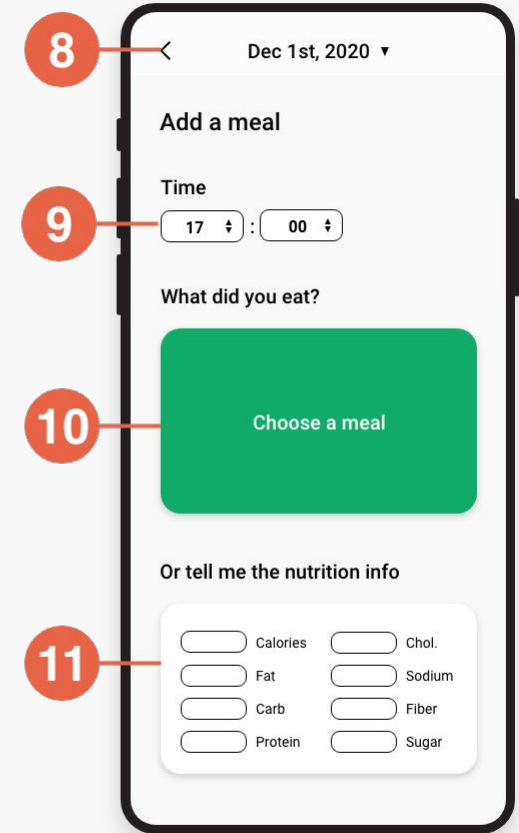 8
Dec 1st, 2020 ▼
Add a meal
Time
9
17 : 00
What did you eat?
10
Choose a meal
Or tell me the nutrition info
11
Calories Chol.
Fat Sodium
Carb Fiber
Protein Sugar